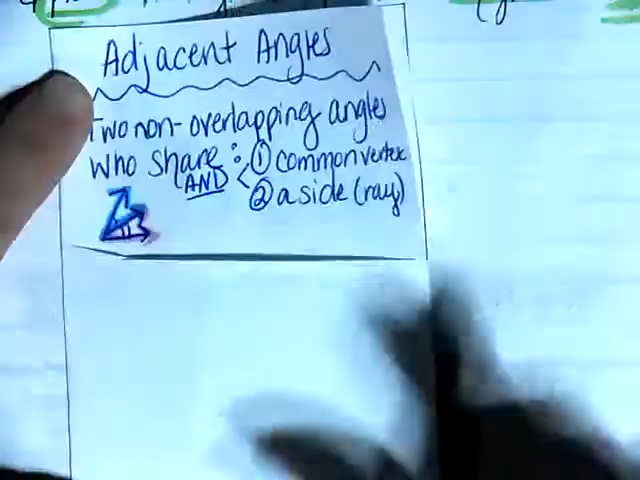 Adjacent Angles
Two non-overlapping angles
who share : ① common vertex
AND < ② a side (ray)